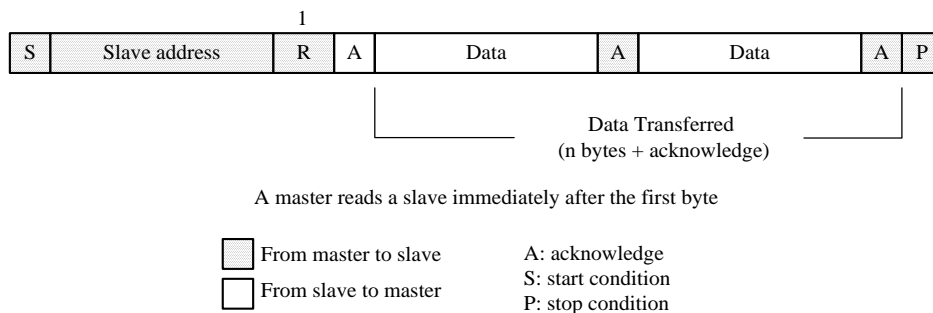 1
S Slave address R A Data A Data A P
Data Transferred
(n bytes + acknowledge)
A master reads a slave immediately after the first byte
From master to slave
From slave to master
A: acknowledge
S: start condition
P: stop condition